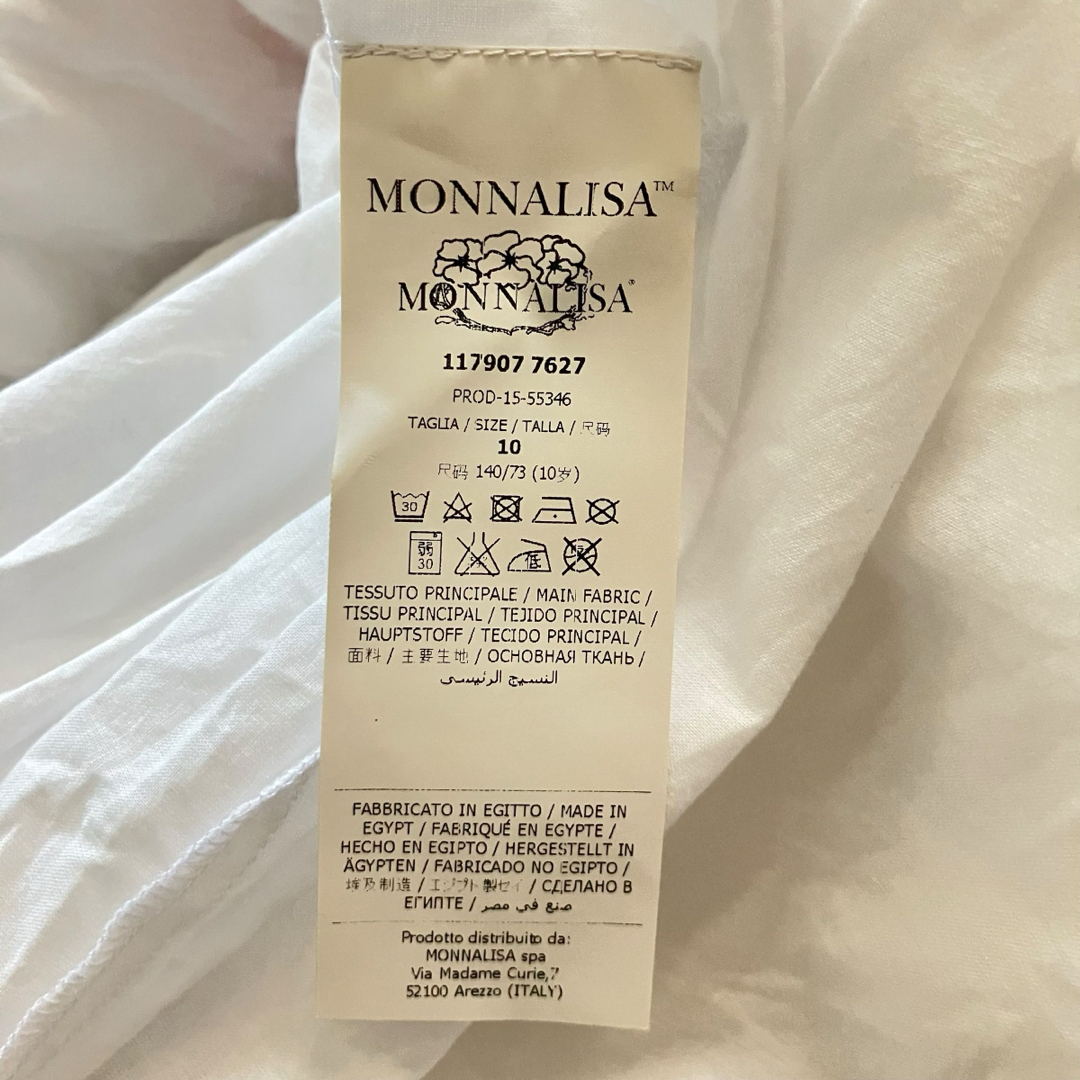 MONNALISA™
MONNALISA®
117907 7627
PROD-15-55346
TAGLIA / SIZE / TALLA / 尺码
10
尺码 140/73 (10岁)
30
弱
30
低
TESSUTO PRINCIPALE / MAIN FABRIC /
TISSU PRINCIPAL / TEJIDO PRINCIPAL /
HAUPTSTOFF / TECIDO PRINCIPAL /
面料 / 主要生地 / ОСНОВНАЯ ТКАНЬ /
النسيج الرئيسى
FABBRICATO IN EGITTO / MADE IN
EGYPT / FABRIQUÉ EN EGYPTE /
HECHO EN EGIPTO / HERGESTELLT IN
ÄGYPTEN / FABRICADO NO EGIPTO /
埃及制造 / エジプト製セイ / СДЕЛАНО В
ЕГИПТЕ / صنع في مصر
Prodotto distribuito da:
MONNALISA spa
Via Madame Curie,7
52100 Arezzo (ITALY)